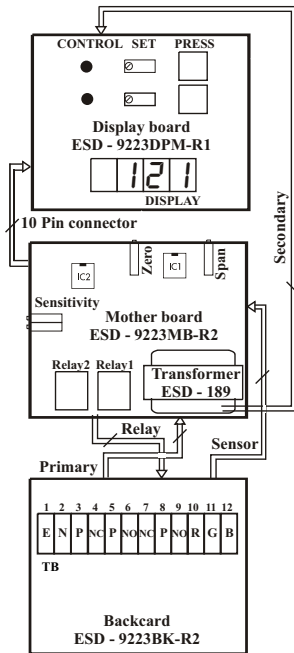 CONTROL SET PRESS
Display board
ESD - 9223DPM-R1
121
DISPLAY
10 Pin connector
Secondary
Zero
Span
IC2
IC1
Sensitivity
Mother board
ESD - 9223MB-R2
Relay2 Relay1
Transformer
ESD - 189
Relay
Primary
Sensor
1 2 3 4 5 6 7 8 9 10 11 12
E N P NC P NO NC P NO R G B
TB
Backcard
ESD - 9223BK-R2